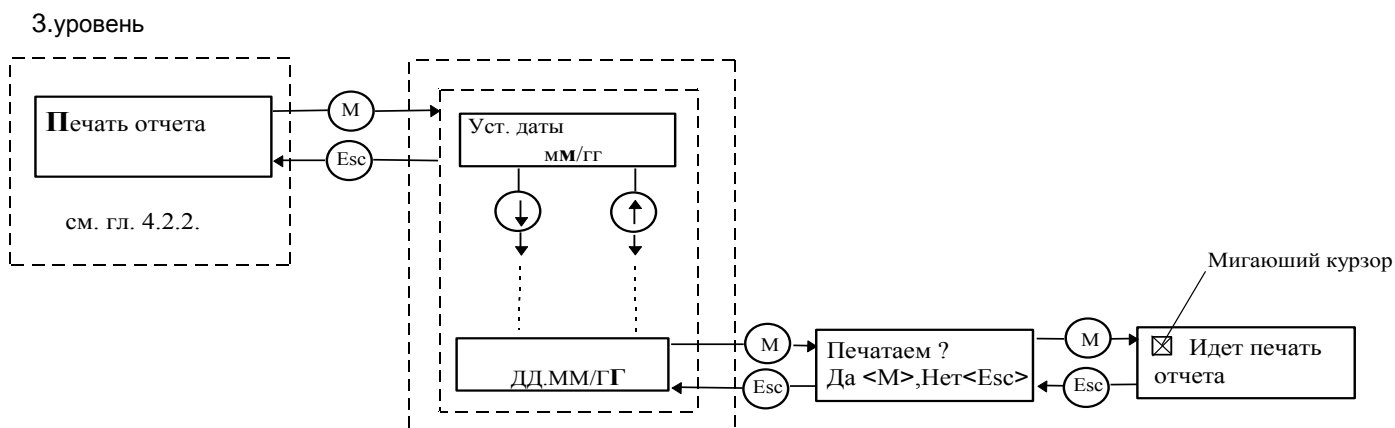 3.уровень
Печать отчета
см. гл. 4.2.2.
М
Esc
Уст. даты
мм/гг
ДД.ММ/ГГ
М
Esc
Печатаем ?
Да <М>,Нет<Esc>
М
Esc
Мигаюший курзор
Идет печать
отчета